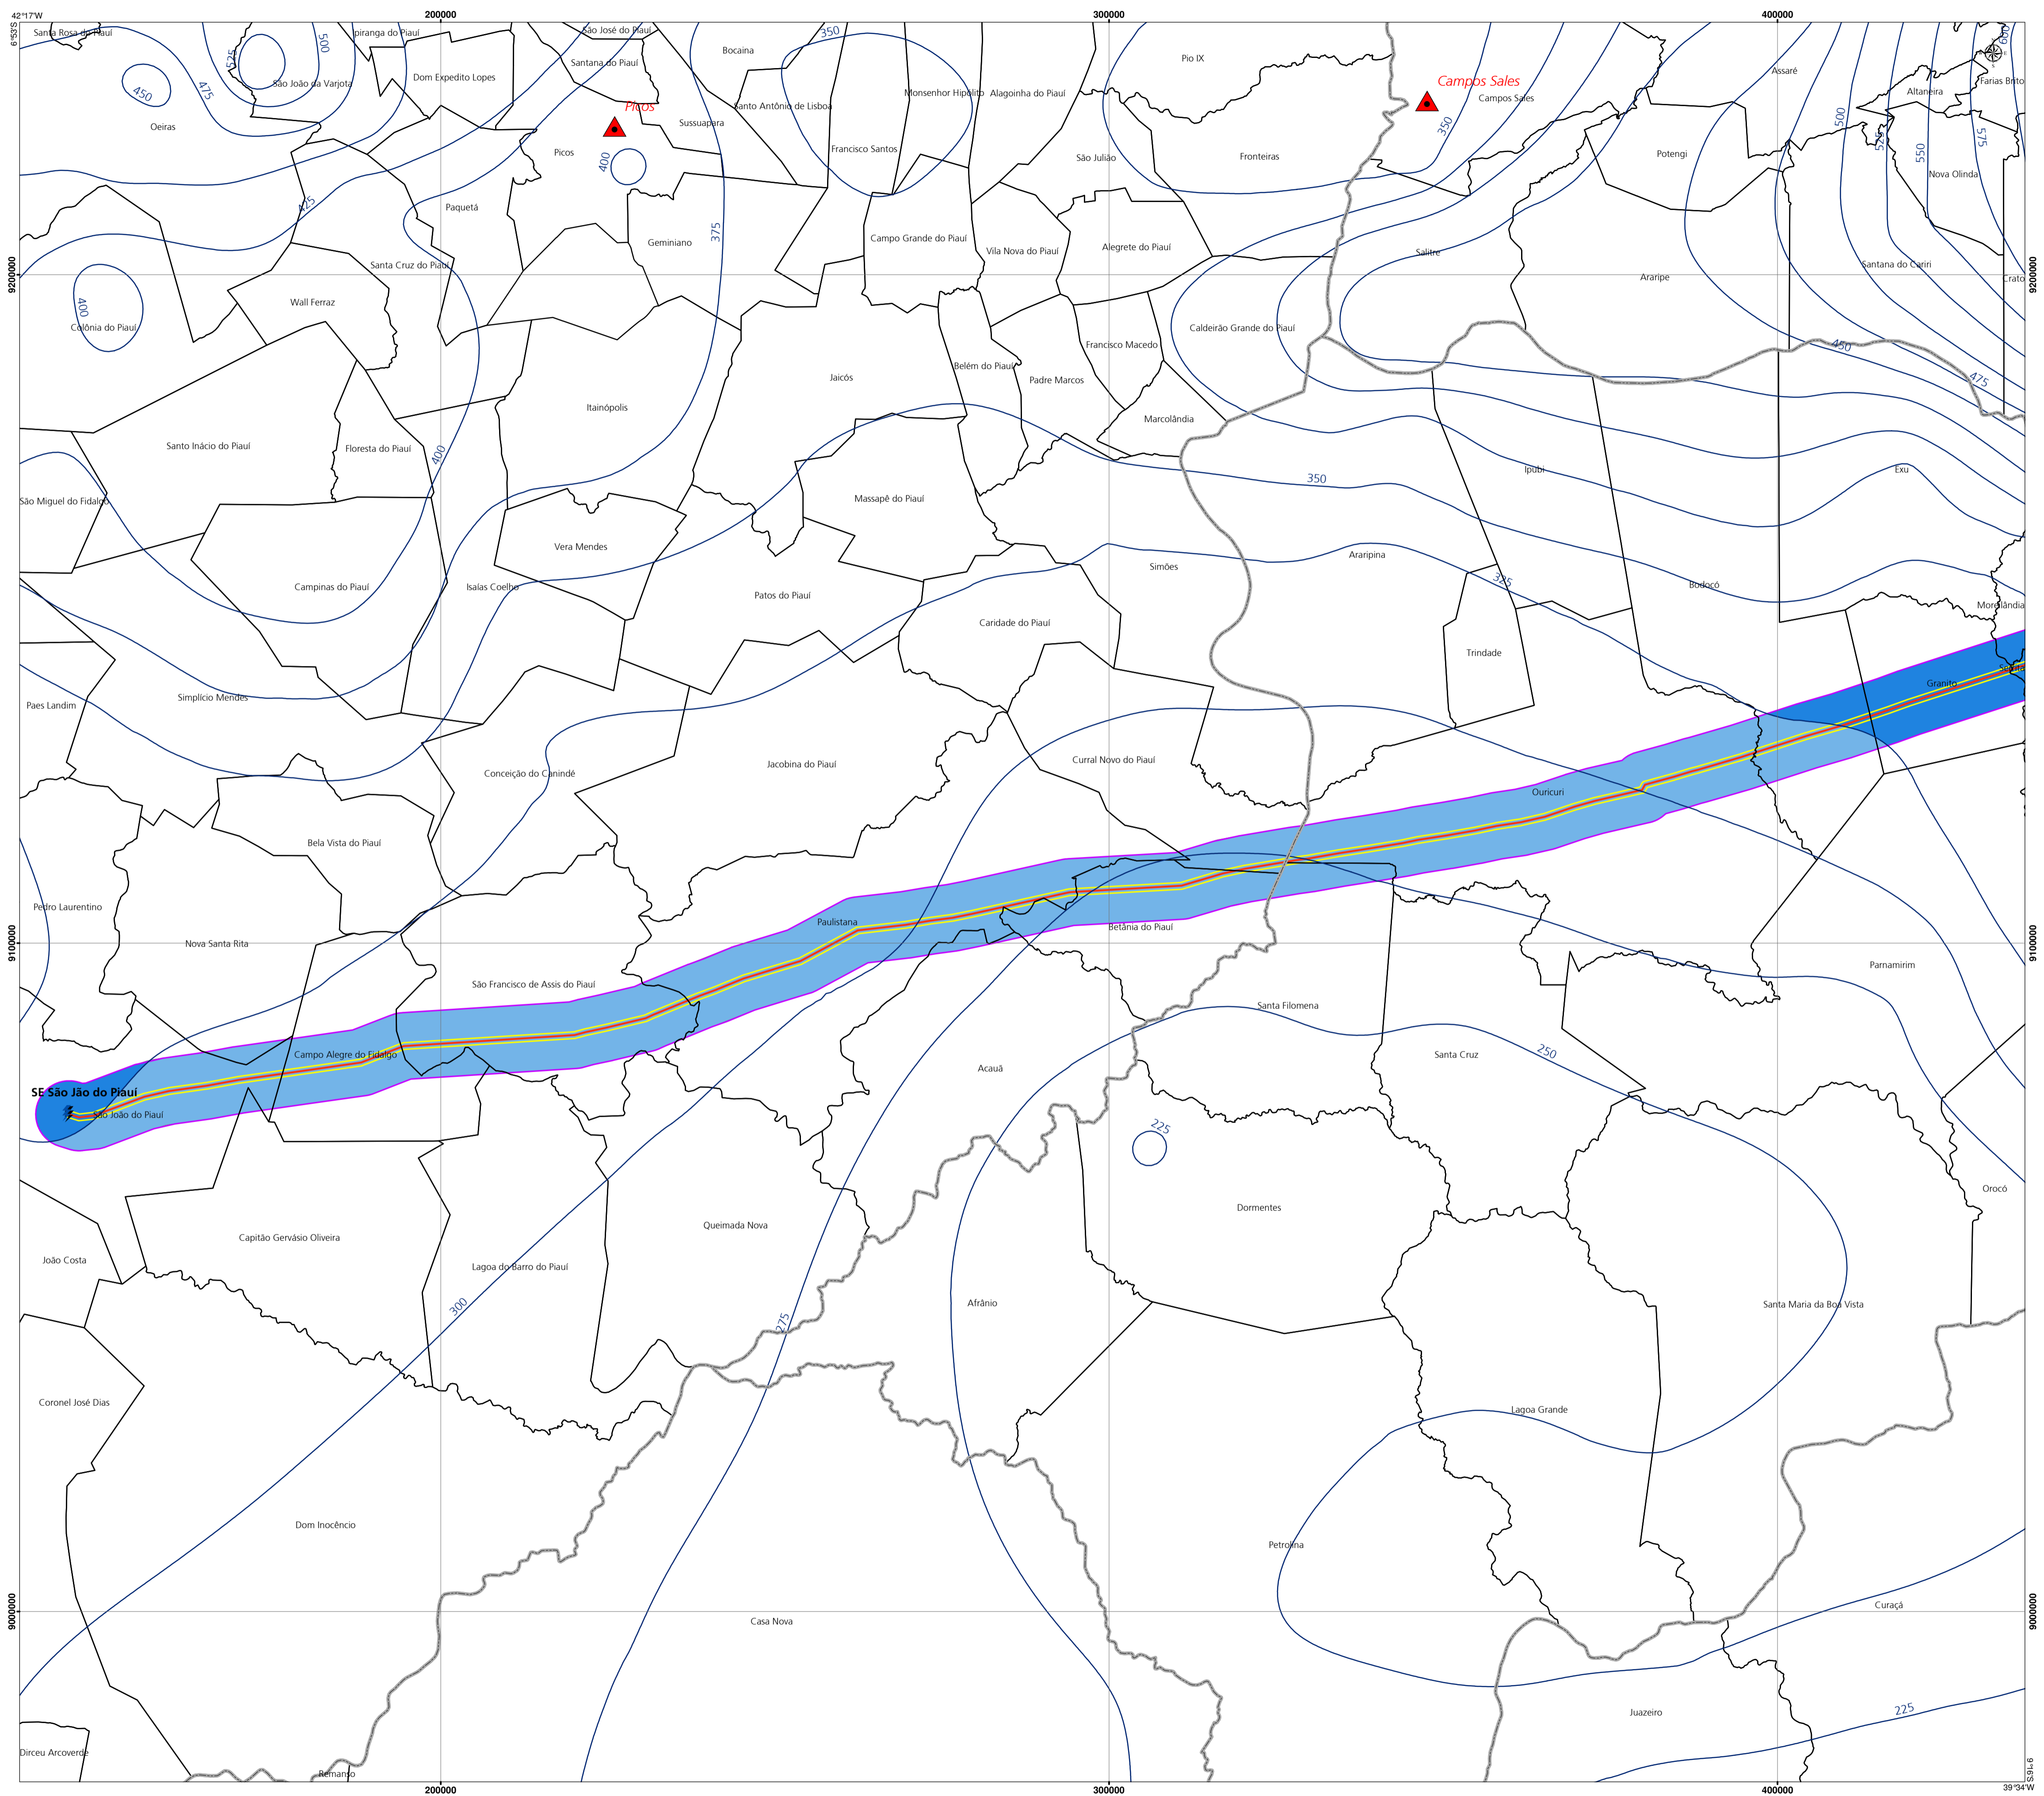 42°17'W
200000
300000
400000
6°53'S
Santa Rosa do Piauí
piranga do Piauí
São José do Piauí
350
600
525
500
Bocaina
Pio IX
Santana do Piauí
Assaré
Dom Expedito Lopes
São João da Varjota
475
450
Campos Sales
Campos Sales
Altaneira
Farias Brito
Picos
Santo Antônio de Lisboa
Monsenhor Hipólito
Alagoinha do Piauí
Oeiras
Sussuapara
350
500
525
550
575
Picos
400
Francisco Santos
São Julião
Fronteiras
Potengi
Nova Olinda
425
Paquetá
375
Geminiano
Campo Grande do Piauí
Vila Nova do Piauí
Alegrete do Piauí
Salitre
Santa Cruz do Piauí
Araripe
Santana do Cariri
Crato
9200000
9200000
400
Wall Ferraz
Colônia do Piauí
Caldeirão Grande do Piauí
Francisco Macedo
450
Belém do Piauí
Padre Marcos
Jaicós
475
Itainópolis
Marcolândia
Santo Inácio do Piauí
Floresta do Piauí
400
350
Ipubi
Exu
São Miguel do Fidalgo
Massapê do Piauí
Vera Mendes
Araripina
Simões
325
Campinas do Piauí
Isaías Coelho
Patos do Piauí
Bodocó
Moreilândia
Caridade do Piauí
Trindade
Granito
Simplício Mendes
Paes Landim
Conceição do Canindé
Jacobina do Piauí
Curral Novo do Piauí
Ouricuri
Bela Vista do Piauí
Pedro Laurentino
Paulistana
Betânia do Piauí
9100000
9100000
Nova Santa Rita
Parnamirim
São Francisco de Assis do Piauí
Santa Filomena
Campo Alegre do Fidalgo
Santa Cruz
250
Acauã
SE São Jão do Piauí
São João do Piauí
225
Orocó
Dormentes
Queimada Nova
Capitão Gervásio Oliveira
João Costa
Lagoa do Barro do Piauí
300
275
Afrânio
Santa Maria da Boa Vista
Coronel José Dias
Lagoa Grande
Dom Inocêncio
Petrolina
9000000
9000000
Casa Nova
Curaçá
225
Juazeiro
Dirceu Arcoverde
Remanso
9°16'S
39°34'W
200000
300000
400000